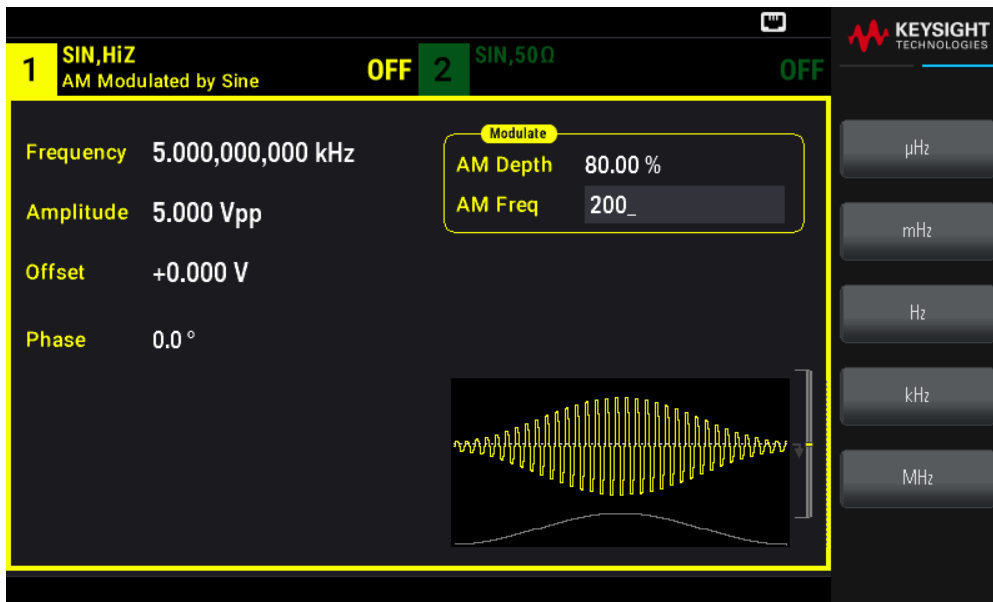 KEYSIGHT
TECHNOLOGIES
1
SIN,HiZ
AM Modulated by Sine
OFF
2
SIN,50Ω
OFF
Frequency 5.000,000,000 kHz
Amplitude 5.000 Vpp
Offset +0.000 V
Phase 0.0 °
Modulate
AM Depth 80.00 %
AM Freq 200_
µHz
mHz
Hz
kHz
MHz